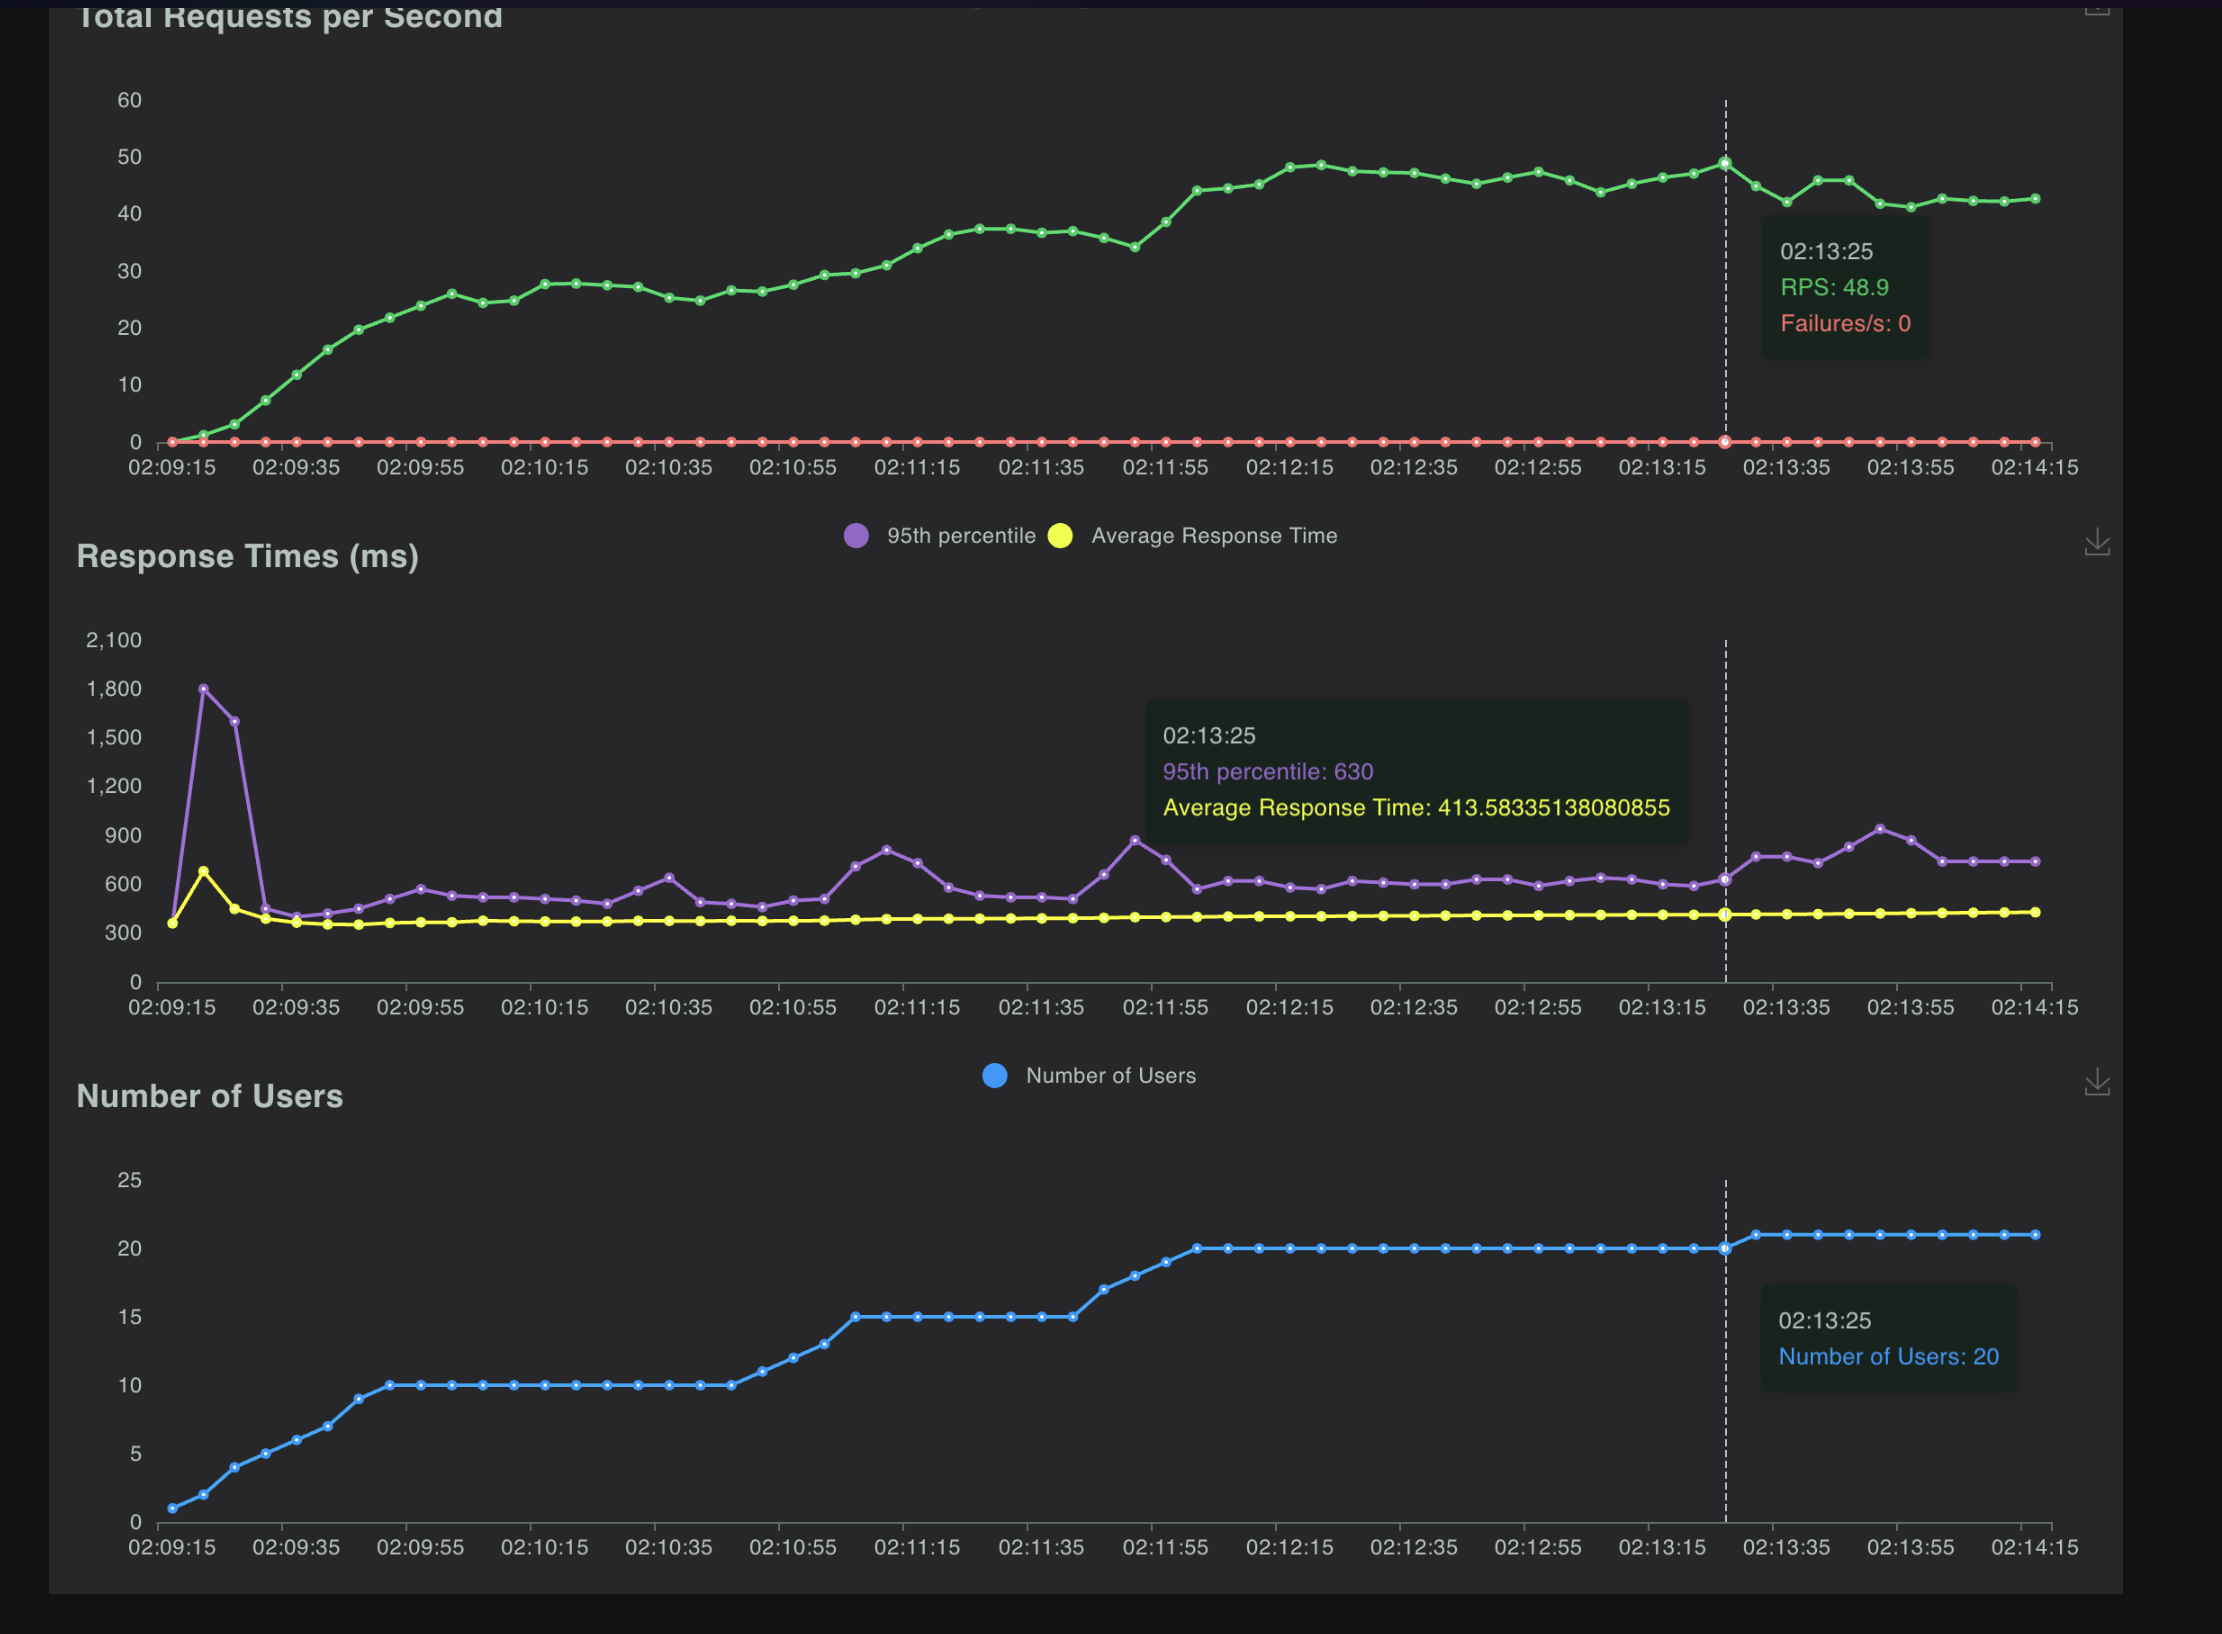 Total Requests per Second
60
50
40
30
20
10
0
02:13:25
RPS: 48.9
Failures/s: 0
02:09:15 02:09:35 02:09:55 02:10:15 02:10:35 02:10:55 02:11:15 02:11:35 02:11:55 02:12:15 02:12:35 02:12:55 02:13:15 02:13:35 02:13:55 02:14:15
95th percentile Average Response Time
Response Times (ms)
2,100
1,800
1,500
1,200
900
600
300
0
02:13:25
95th percentile: 630
Average Response Time: 413.58335138080855
02:09:15 02:09:35 02:09:55 02:10:15 02:10:35 02:10:55 02:11:15 02:11:35 02:11:55 02:12:15 02:12:35 02:12:55 02:13:15 02:13:35 02:13:55 02:14:15
Number of Users
Number of Users
25
20
15
10
5
0
02:13:25
Number of Users: 20
02:09:15 02:09:35 02:09:55 02:10:15 02:10:35 02:10:55 02:11:15 02:11:35 02:11:55 02:12:15 02:12:35 02:12:55 02:13:15 02:13:35 02:13:55 02:14:15